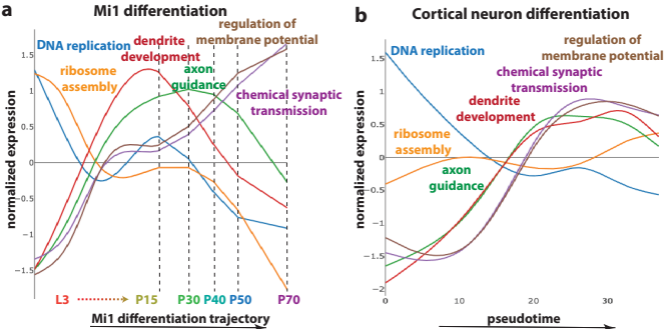 a
Mi1 differentiation
normalized expression
1.5
1
0.5
0
−0.5
−1
−1.5
DNA replication
ribosome
assembly
dendrite
development
axon
guidance
regulation of
membrane potential
chemical synaptic
transmission
L3
P15
P30
P40
P50
P70
Mi1 differentiation trajectory
b
Cortical neuron differentiation
normalized expression
1.5
1
0.5
0
−0.5
−1
−1.5
−2
DNA replication
regulation of
membrane potential
chemical synaptic
transmission
dendrite
development
ribosome
assembly
axon
guidance
0
10
20
30
pseudotime